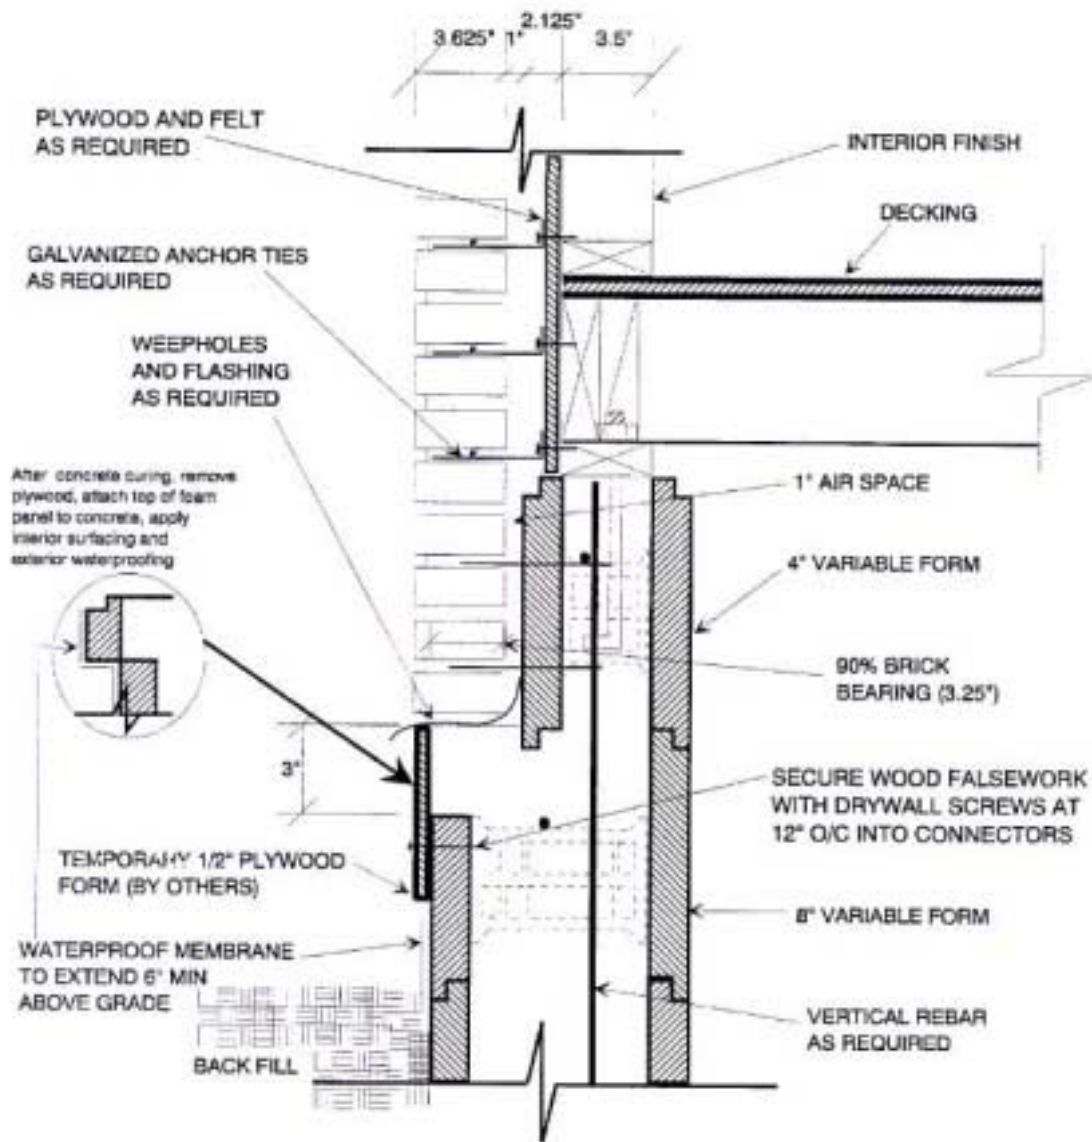 2.125"
3.625" 1" 3.5"
PLYWOOD AND FELT
AS REQUIRED
INTERIOR FINISH
DECKING
GALVANIZED ANCHOR TIES
AS REQUIRED
WEEPHOLES
AND FLASHING
AS REQUIRED
After concrete curing, remove
plywood, attach top of foam
panel to concrete, apply
interior surfacing and
exterior waterproofing
1" AIR SPACE
4" VARIABLE FORM
90% BRICK
BEARING (3.25")
3"
SECURE WOOD FALSEWORK
WITH DRYWALL SCREWS AT
12" O/C INTO CONNECTORS
TEMPORARY 1/2" PLYWOOD
FORM (BY OTHERS)
8" VARIABLE FORM
WATERPROOF MEMBRANE
TO EXTEND 6" MIN
ABOVE GRADE
VERTICAL REBAR
AS REQUIRED
BACK FILL